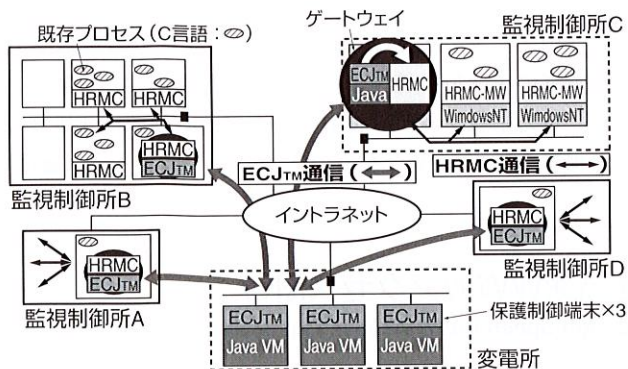 既存プロセス(C言語:)
HRMC
HRMC
HRMC
HRMC
ECJTM
監視制御所B
ゲートウェイ
監視制御所C
ECJTM
Java
HRMC
HRMC-MW
WimdowsNT
HRMC-MW
WimdowsNT
ECJTM通信(⟷)
HRMC通信(⟷)
イントラネット
HRMC
ECJTM
監視制御所A
HRMC
ECJTM
監視制御所D
ECJTM
Java VM
ECJTM
Java VM
ECJTM
Java VM
保護制御端末×3
変電所